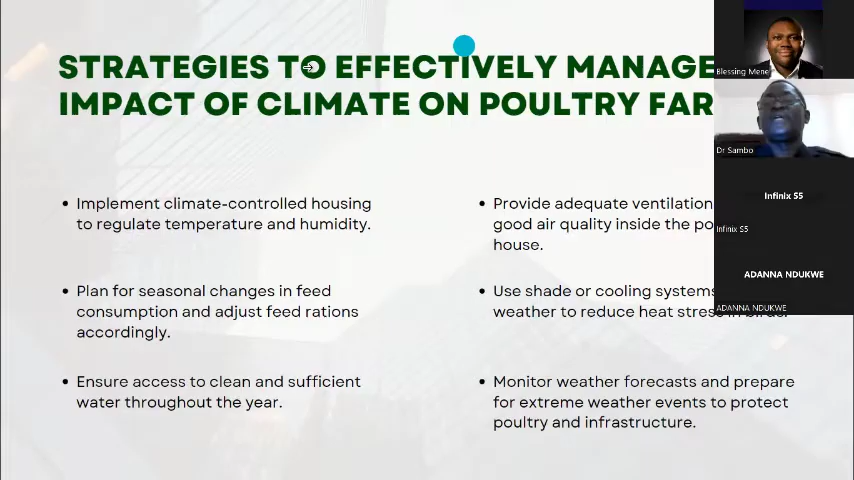 STRATEGIES TO EFFECTIVELY MANAGE
IMPACT OF CLIMATE ON POULTRY FAR
Implement climate-controlled housing
to regulate temperature and humidity.
Plan for seasonal changes in feed
consumption and adjust feed rations
accordingly.
Ensure access to clean and sufficient
water throughout the year.
Provide adequate ventilation
good air quality inside the po
house.
Use shade or cooling systems
weather to reduce heat stress in birds.
Monitor weather forecasts and prepare
for extreme weather events to protect
poultry and infrastructure.
Blessing Mene
Dr Sambo
Infinix S5
Infinix S5
ADANNA NDUKWE
ADANNA NDUKWE